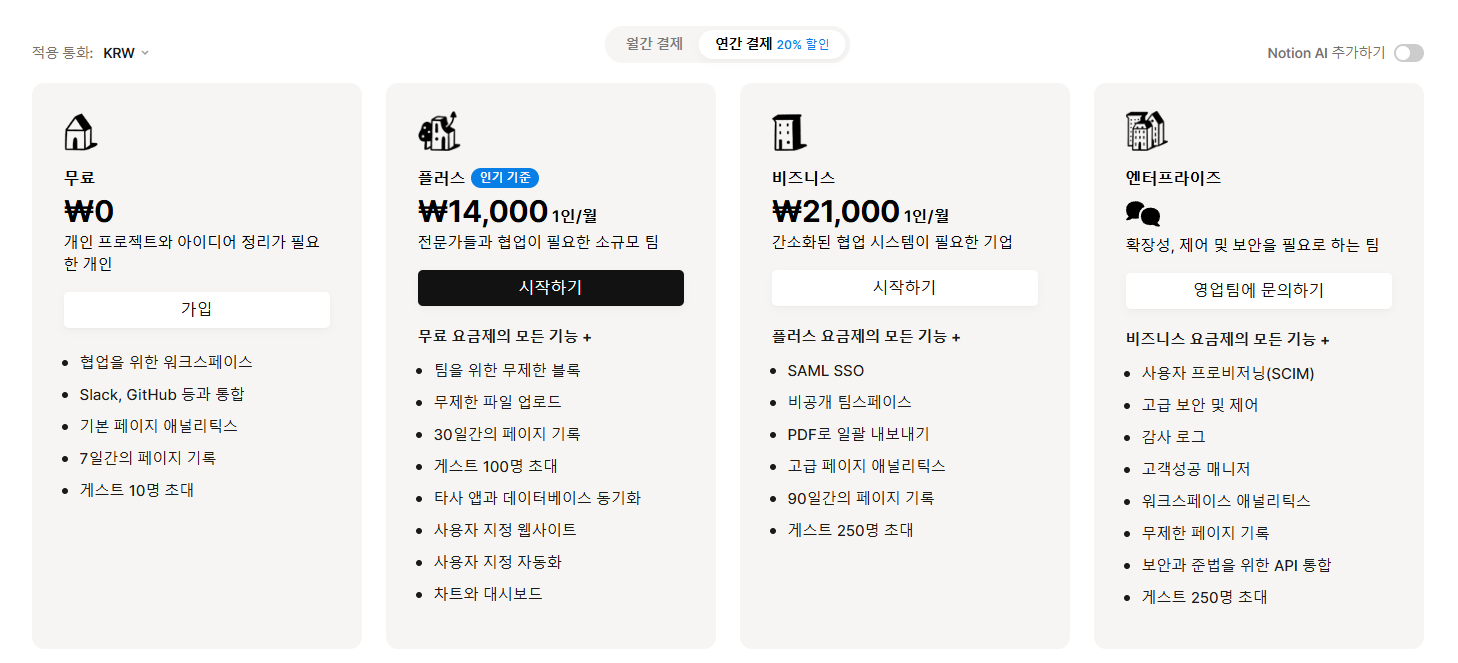 적용 통화: KRW
월간 결제
연간 결제 20% 할인
Notion AI 추가하기
무료
₩0
개인 프로젝트와 아이디어 정리가 필요
한 개인
가입
협업을 위한 워크스페이스
Slack, GitHub 등과 통합
기본 페이지 애널리틱스
7일간의 페이지 기록
게스트 10명 초대
플러스 인기 기준
₩14,000 1인/월
전문가들과 협업이 필요한 소규모 팀
시작하기
무료 요금제의 모든 기능 +
팀을 위한 무제한 블록
무제한 파일 업로드
30일간의 페이지 기록
게스트 100명 초대
타사 앱과 데이터베이스 동기화
사용자 지정 웹사이트
사용자 지정 자동화
차트와 대시보드
비즈니스
₩21,000 1인/월
간소화된 협업 시스템이 필요한 기업
시작하기
플러스 요금제의 모든 기능 +
SAML SSO
비공개 팀스페이스
PDF로 일괄 내보내기
고급 페이지 애널리틱스
90일간의 페이지 기록
게스트 250명 초대
엔터프라이즈
확장성, 제어 및 보안을 필요로 하는 팀
영업팀에 문의하기
비즈니스 요금제의 모든 기능 +
사용자 프로비저닝(SCIM)
고급 보안 및 제어
감사 로그
고객성공 매니저
워크스페이스 애널리틱스
무제한 페이지 기록
보안과 준법을 위한 API 통합
게스트 250명 초대